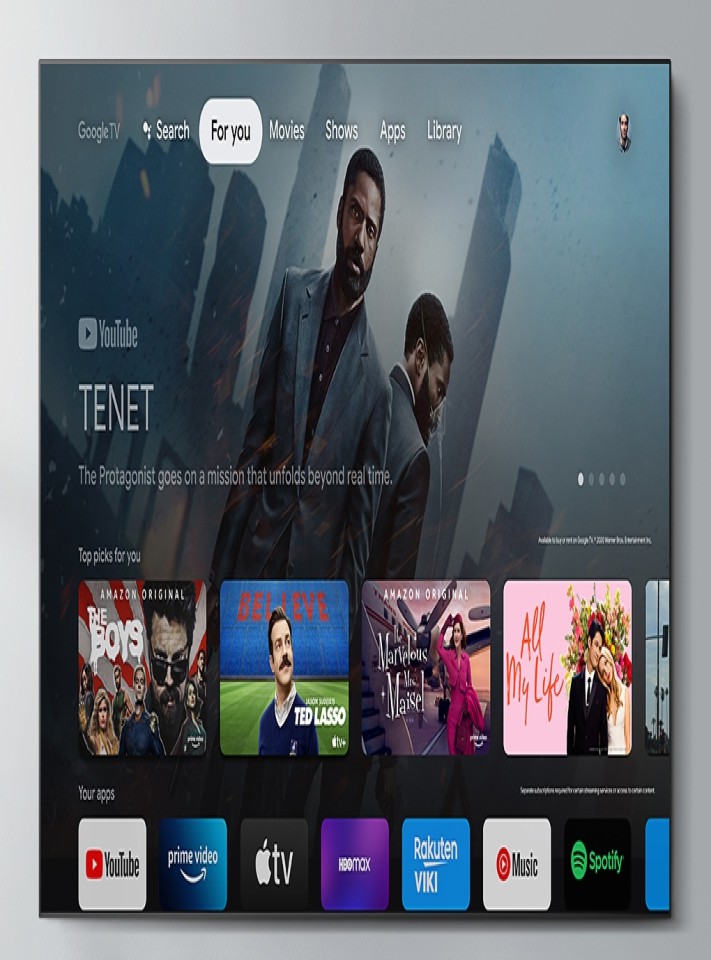 Google TV
Search
For you
Movies
Shows
Apps
Library
YouTube
TENET
The Protagonist goes on a mission that unfolds beyond real time.
Available to buy or rent on Google TV. © 2020 Warner Bros. Entertainment Inc.
Top picks for you
AMAZON ORIGINAL
THE
BOYS
prime video
BELIEVE
JASON SUDEIKIS
TED LASSO
tv+
AMAZON ORIGINAL
The
Marvelous
Mrs.
Maisel
prime video
All
My Life
Your apps
Separate subscriptions required for certain streaming services or access to certain content.
YouTube
prime video
tv
HBOmax
Rakuten
VIKI
Music
Spotify